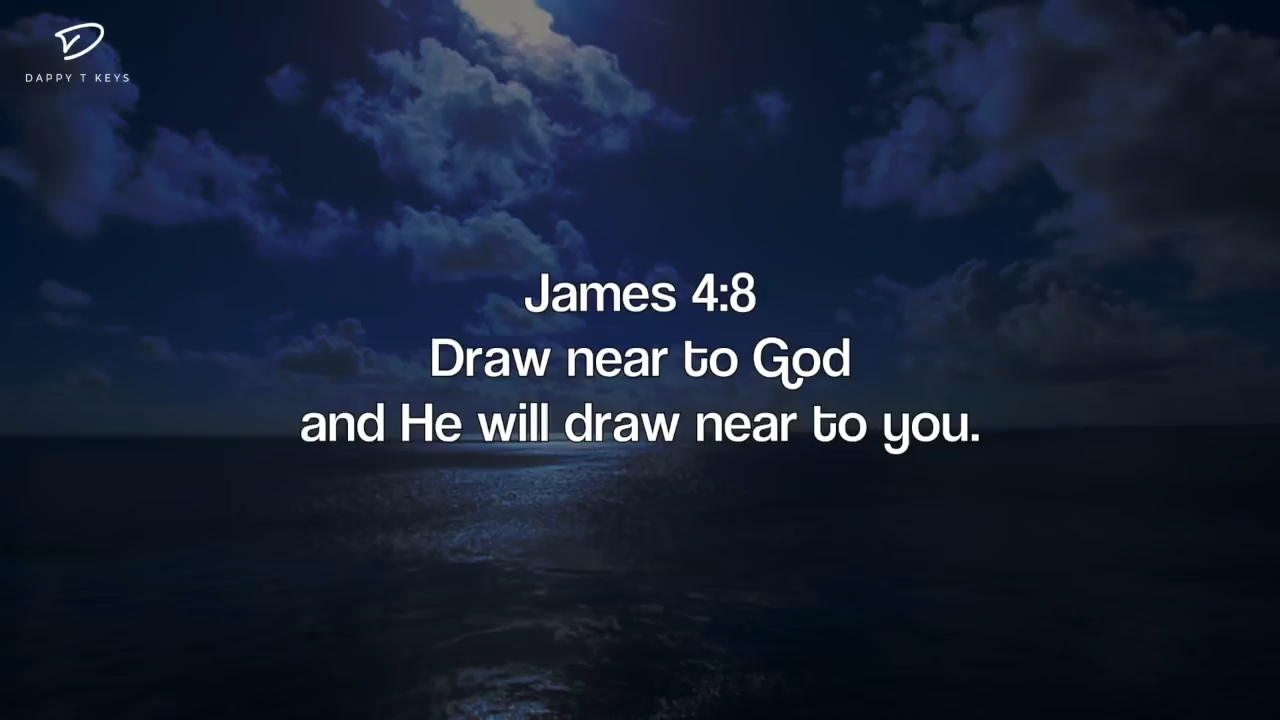 DAPPY T KEYS
James 4:8
Draw near to God
and He will draw near to you.